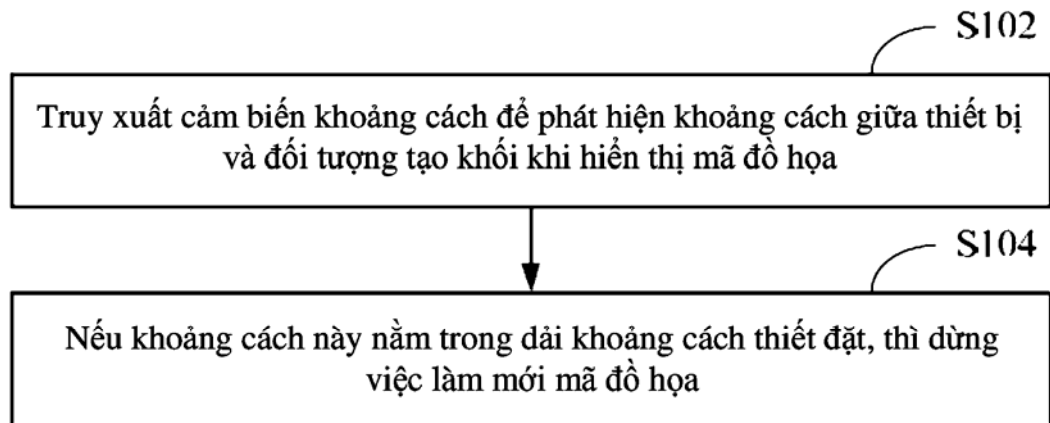 S102
Truy xuất cảm biến khoảng cách để phát hiện khoảng cách giữa thiết bị
và đối tượng tạo khối khi hiển thị mã đồ họa
S104
Nếu khoảng cách này nằm trong dải khoảng cách thiết đặt, thì dừng
việc làm mới mã đồ họa